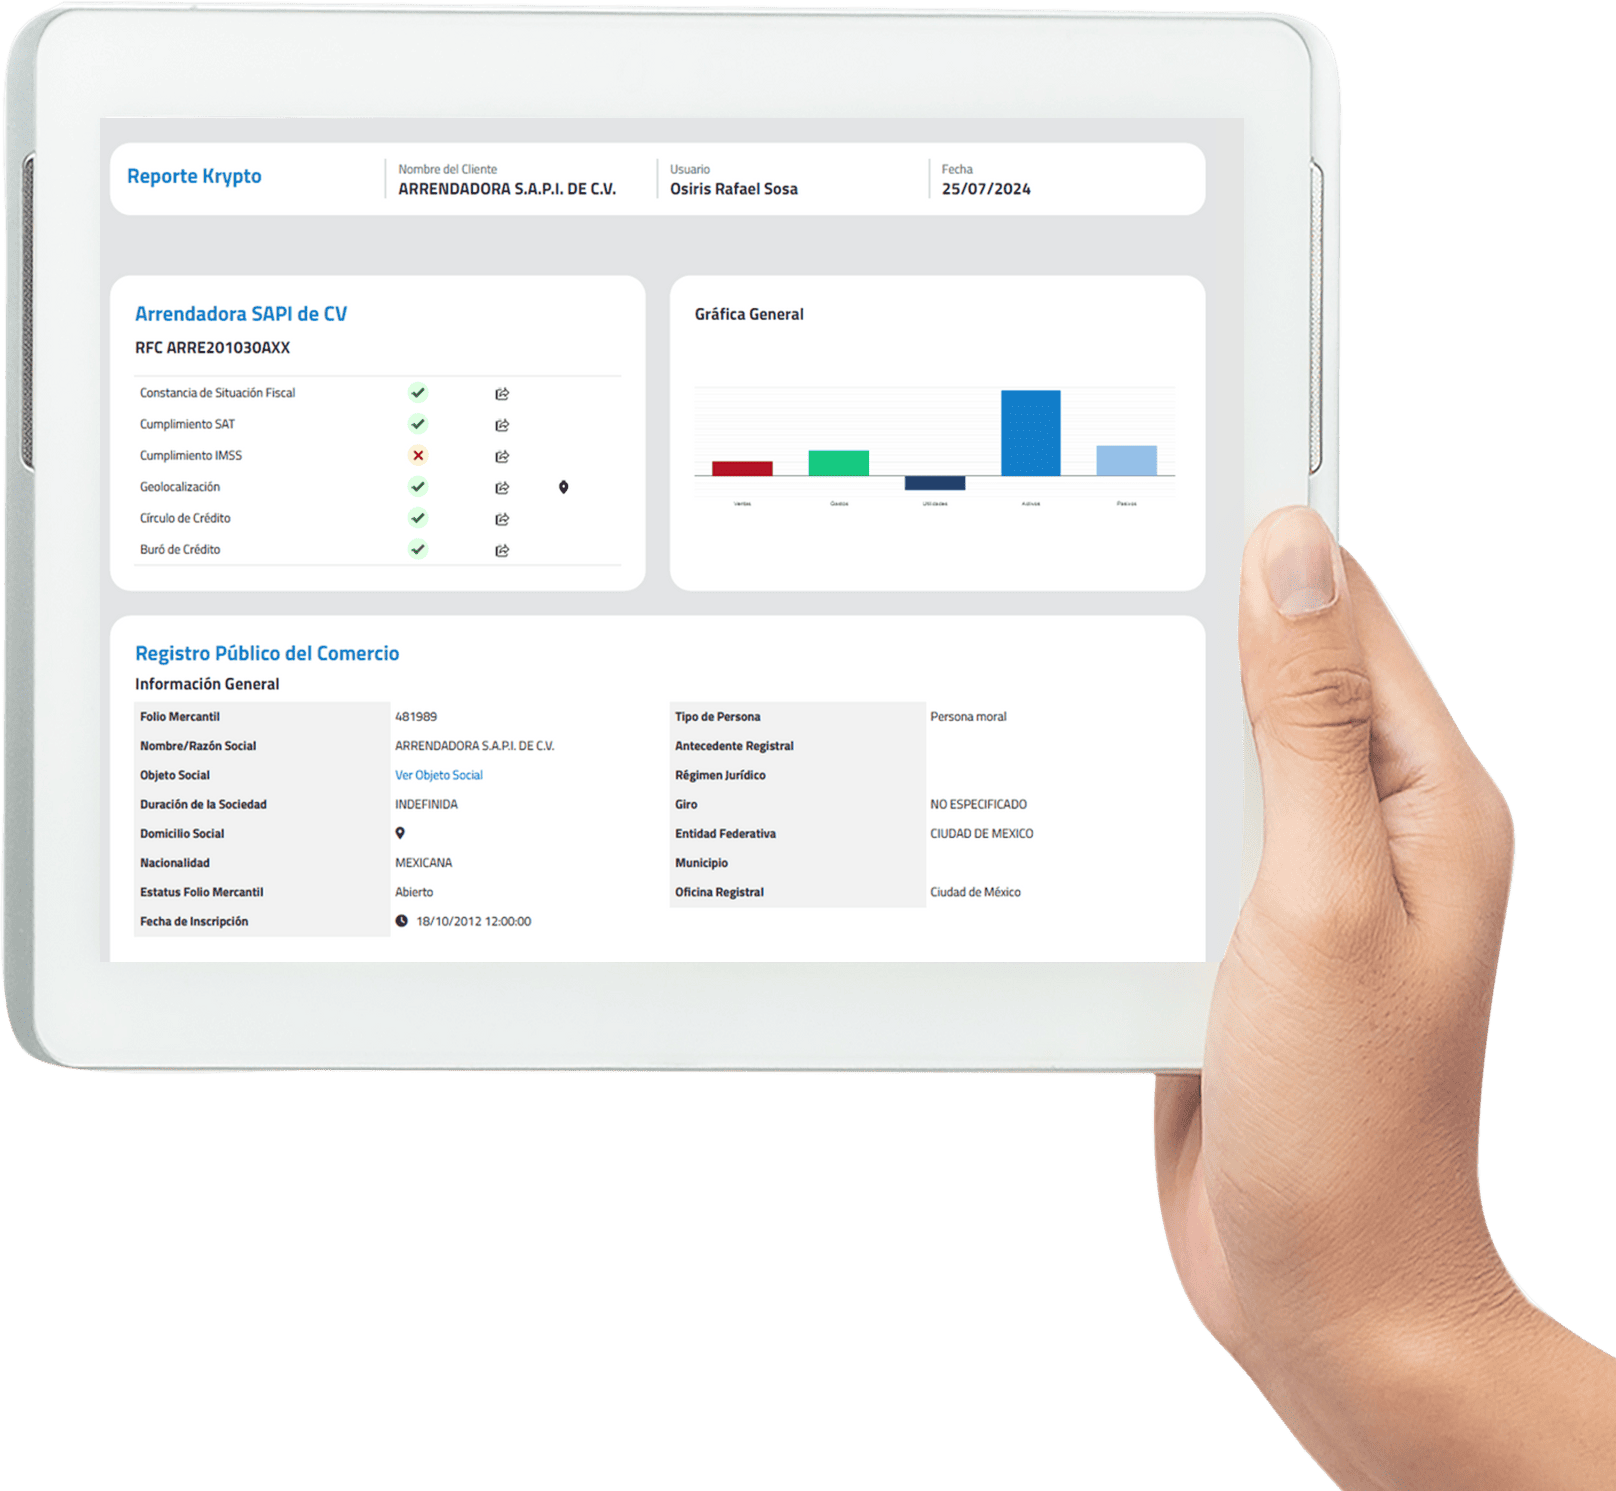 Reporte Krypto
Nombre del Cliente
ARRENDADORA S.A.P.I. DE C.V.
Usuario
Osiris Rafael Sosa
Fecha
25/07/2024
Arrendadora SAPI de CV
RFC ARRE201030AXX
Constancia de Situación Fiscal
Cumplimiento SAT
Cumplimiento IMSS
Geolocalización
Círculo de Crédito
Buró de Crédito
Gráfica General
Ventas
Gastos
Utilidades
Activos
Pasivos
Registro Público del Comercio
Información General
Folio Mercantil 481989
Nombre/Razón Social ARRENDADORA S.A.P.I. DE C.V.
Objeto Social Ver Objeto Social
Duración de la Sociedad INDEFINIDA
Domicilio Social
Nacionalidad MEXICANA
Estatus Folio Mercantil Abierto
Fecha de Inscripción 18/10/2012 12:00:00
Tipo de Persona Persona moral
Antecedente Registral
Régimen Jurídico
Giro NO ESPECIFICADO
Entidad Federativa CIUDAD DE MEXICO
Municipio
Oficina Registral Ciudad de México